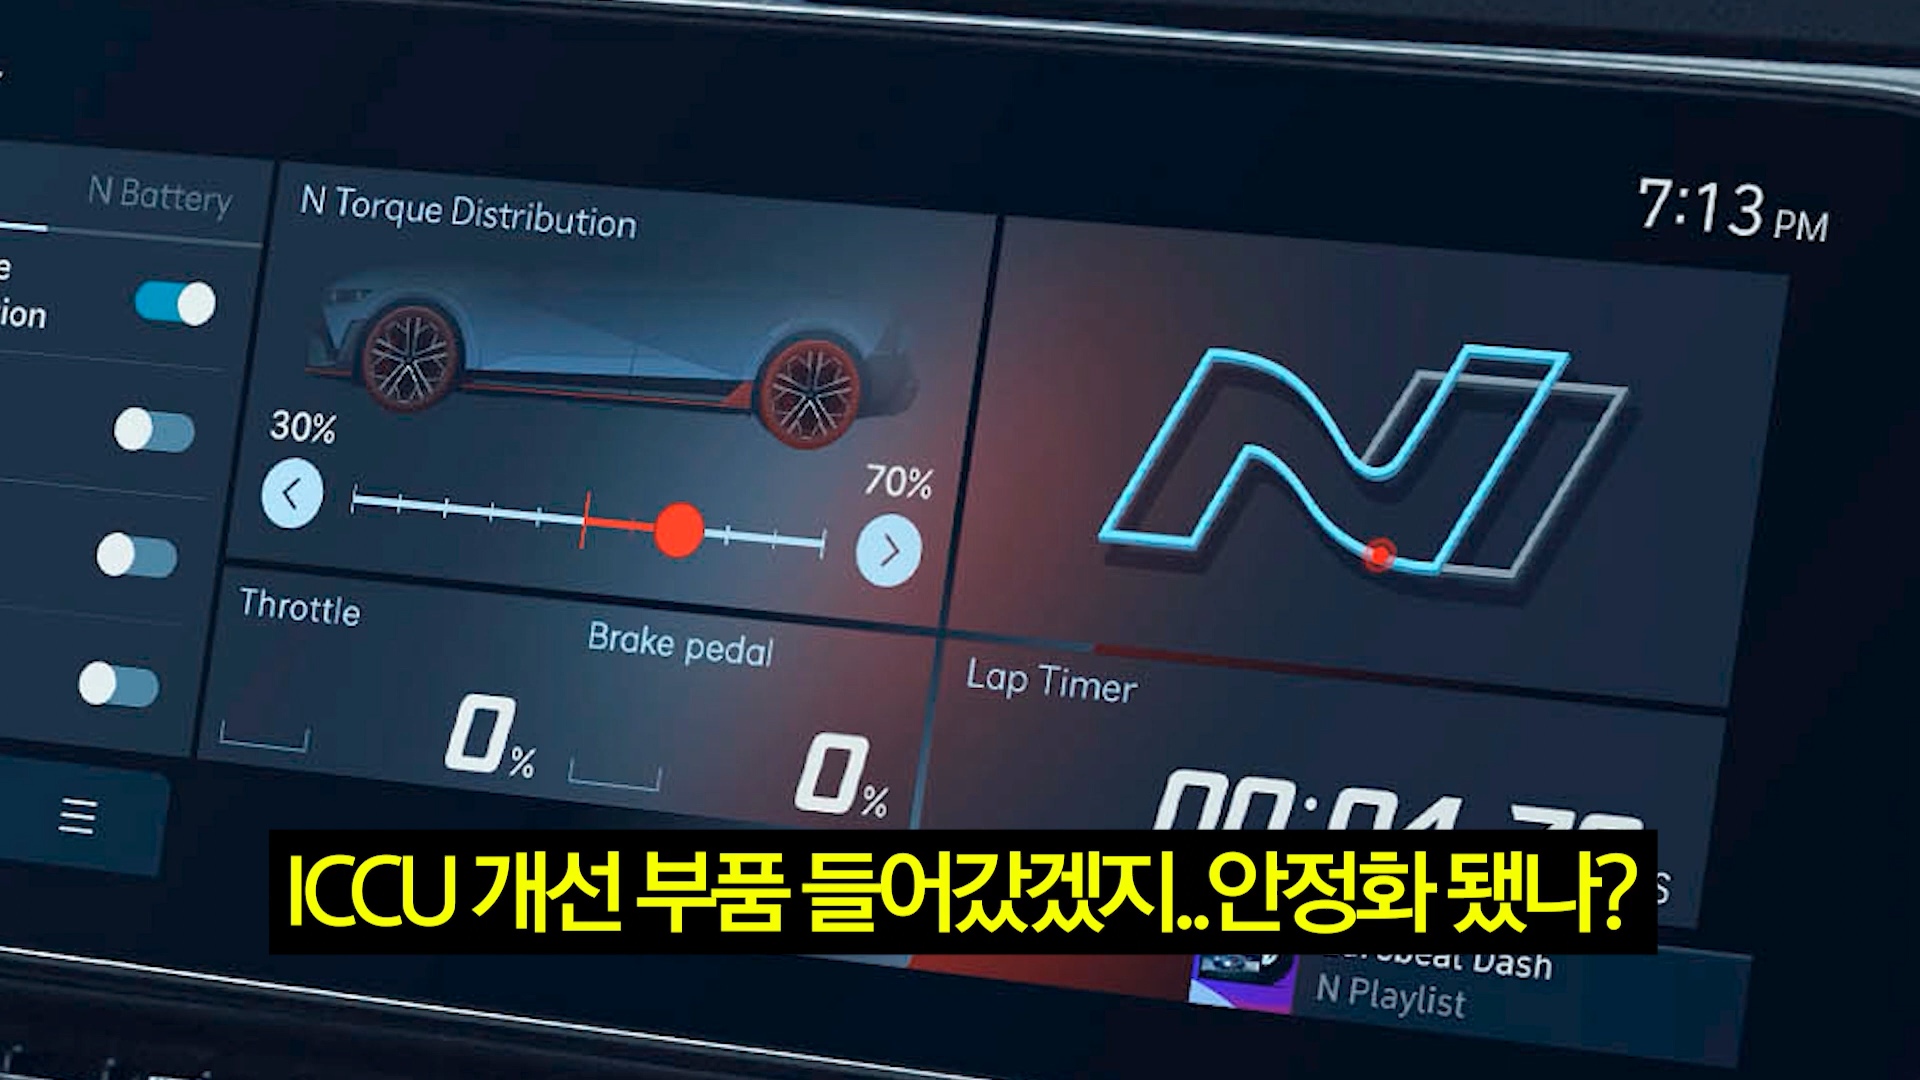 7:13 PM
N Battery
N Torque Distribution
30%
70%
Throttle
0%
Brake pedal
0%
Lap Timer
ICCU 개선 부품 들어갔겠지..안정화 됐나?
Dash
N Playlist